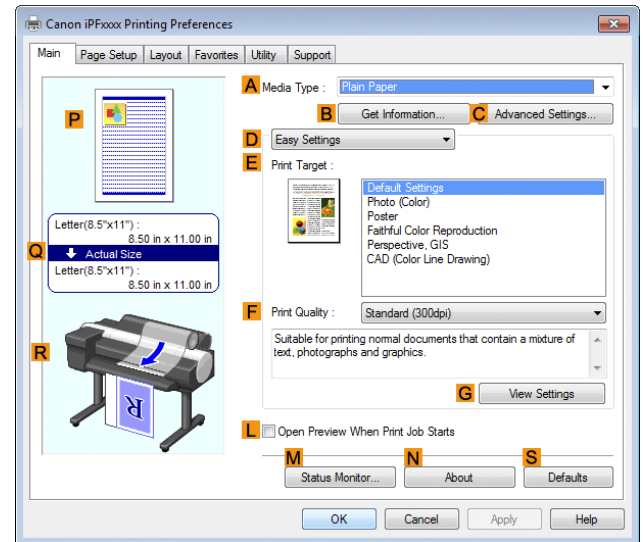 Canon iPFxxxx Printing Preferences
Main Page Setup Layout Favorites Utility Support
A Media Type : Plain Paper
B Get Information... C Advanced Settings...
P
D Easy Settings
E Print Target :
Default Settings
Photo (Color)
Poster
Faithful Color Reproduction
Perspective, GIS
CAD (Color Line Drawing)
Letter(8.5"x11") :
8.50 in x 11.00 in
Q Actual Size
Letter(8.5"x11") :
8.50 in x 11.00 in
F Print Quality : Standard (300dpi)
Suitable for printing normal documents that contain a mixture of
text, photographs and graphics.
R
G View Settings
L Open Preview When Print Job Starts
M Status Monitor... N About S Defaults
OK Cancel Apply Help